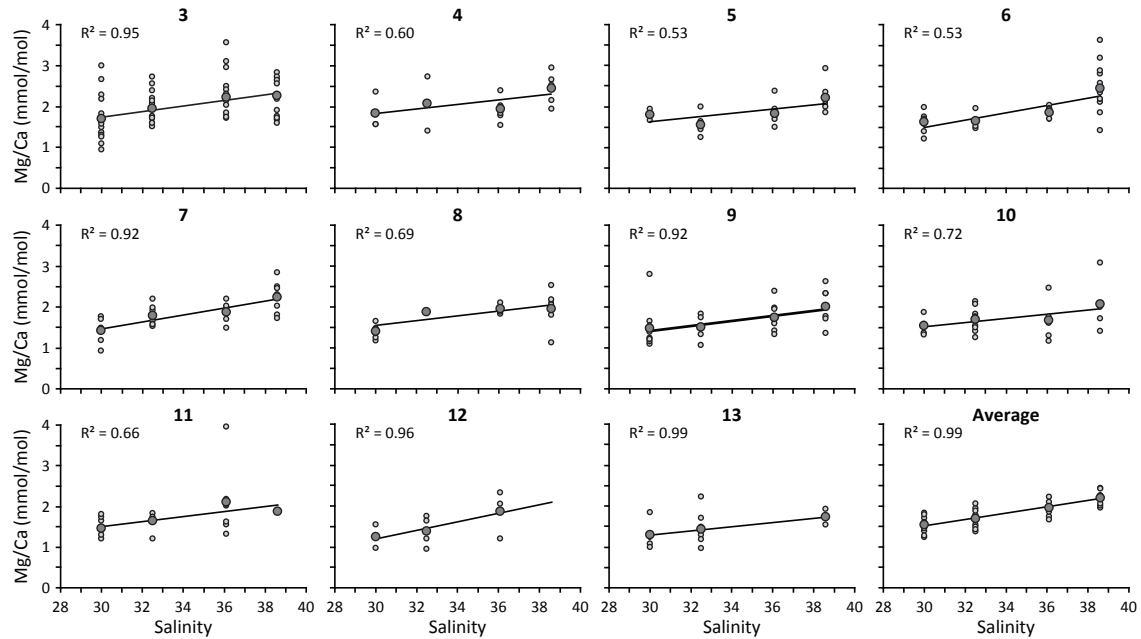 3 4 5 6
R² = 0.95 R² = 0.60 R² = 0.53 R² = 0.53
Mg/Ca (mmol/mol)
4
3
2
1
0
7 8 9 10
R² = 0.92 R² = 0.69 R² = 0.92 R² = 0.72
Mg/Ca (mmol/mol)
4
3
2
1
0
11 12 13 Average
R² = 0.66 R² = 0.96 R² = 0.99 R² = 0.99
Mg/Ca (mmol/mol)
4
3
2
1
0
28 30 32 34 36 38 40 28 30 32 34 36 38 40 28 30 32 34 36 38 40 28 30 32 34 36 38 40
Salinity Salinity Salinity Salinity